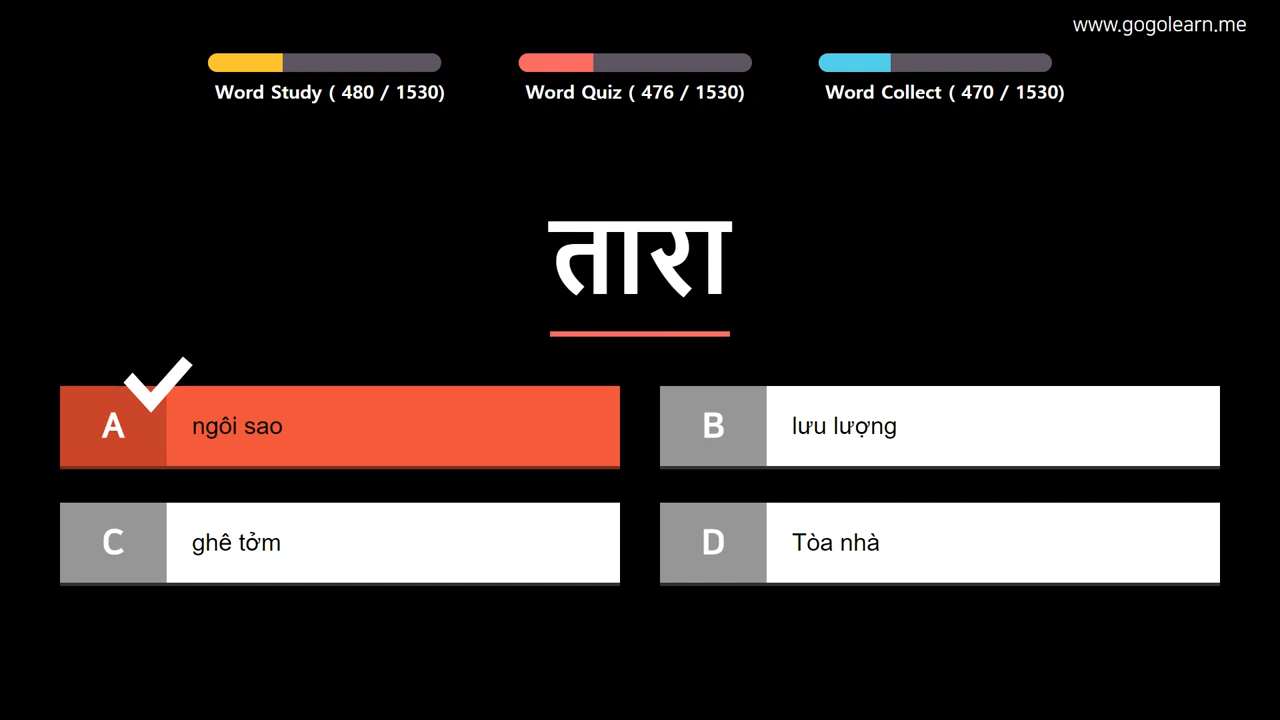 www.gogolearn.me
Word Study ( 480 / 1530)
Word Quiz ( 476 / 1530)
Word Collect ( 470 / 1530)
तारा
A ngôi sao
B lưu lượng
C ghê tởm
D Tòa nhà